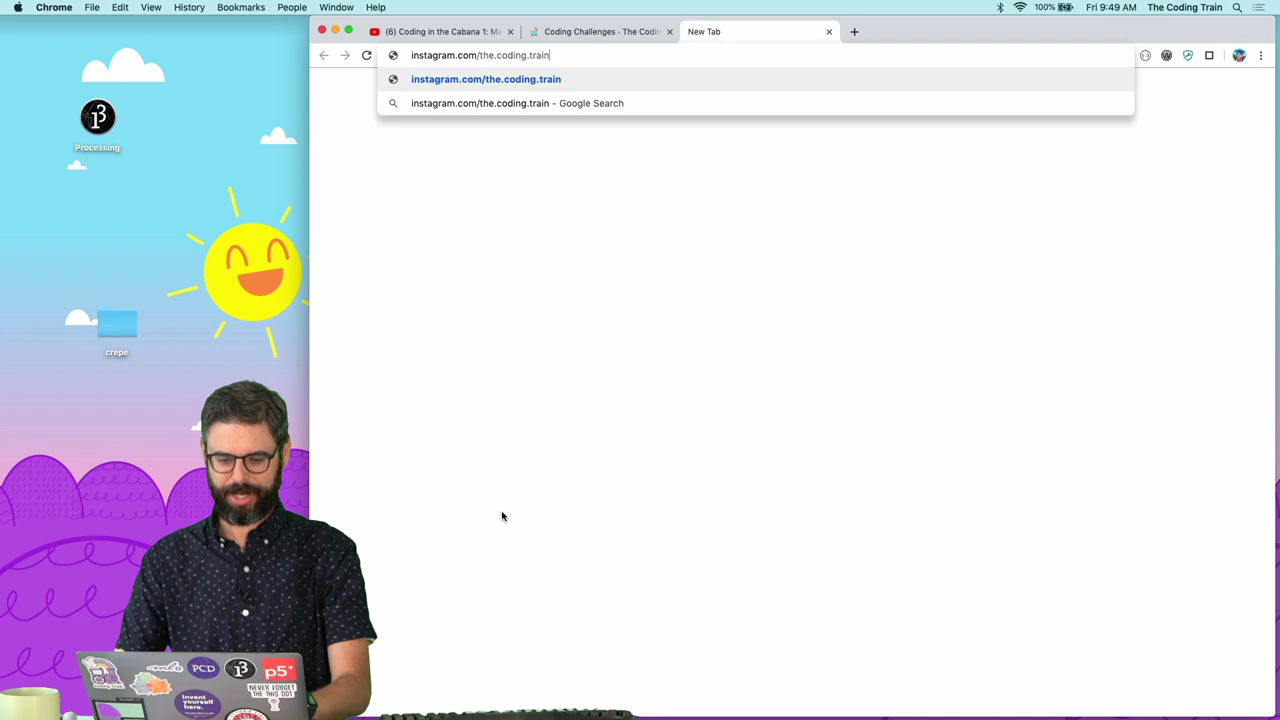 Chrome File Edit View History Bookmarks People Window Help
100% Fri 9:49 AM The Coding Train
(6) Coding in the Cabana 1: Ma
Coding Challenges - The Codin
New Tab
instagram.com/the.coding.train
instagram.com/the.coding.train
instagram.com/the.coding.train - Google Search
Processing
crepe
PCD
p5*
NEVER FORGET
THE THIS DOT
Invent
yourself
here.